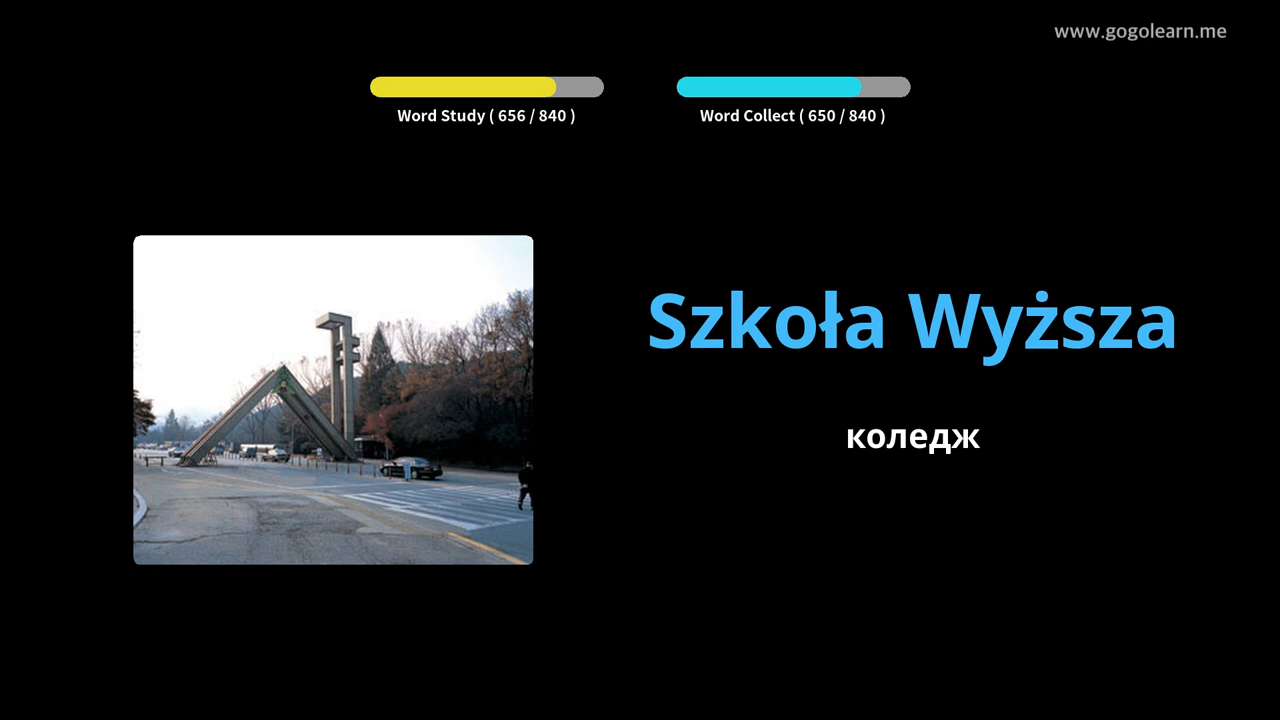 www.gogolearn.me
Word Study ( 656 / 840 )
Word Collect ( 650 / 840 )
Szkoła Wyższa
коледж